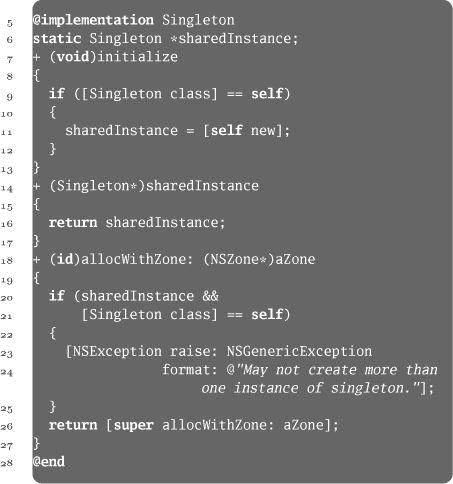 5 @implementation Singleton
6 static Singleton *sharedInstance;
7 + (void)initialize
8 {
9   if ([Singleton class] == self)
10   {
11     sharedInstance = [self new];
12   }
13 }
14 + (Singleton*)sharedInstance
15 {
16   return sharedInstance;
17 }
18 + (id)allocWithZone: (NSZone*)aZone
19 {
20   if (sharedInstance &&
21       [Singleton class] == self)
22   {
23     [NSException raise: NSGenericException
24                 format: @"May not create more than
                     one instance of singleton."];
25   }
26   return [super allocWithZone: aZone];
27 }
28 @end